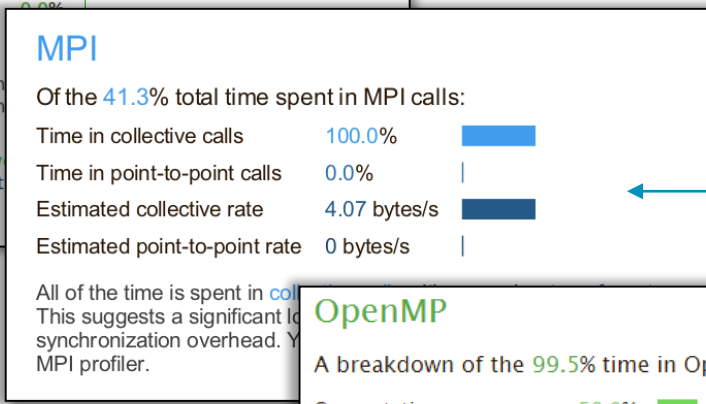 0.0%
MPI
Of the 41.3% total time spent in MPI calls:
Time in collective calls 100.0%
Time in point-to-point calls 0.0%
Estimated collective rate 4.07 bytes/s
Estimated point-to-point rate 0 bytes/s
All of the time is spent in
This suggests a significant
synchronization overhead.
MPI profiler.
OpenMP
A breakdown of the 99.5% time in